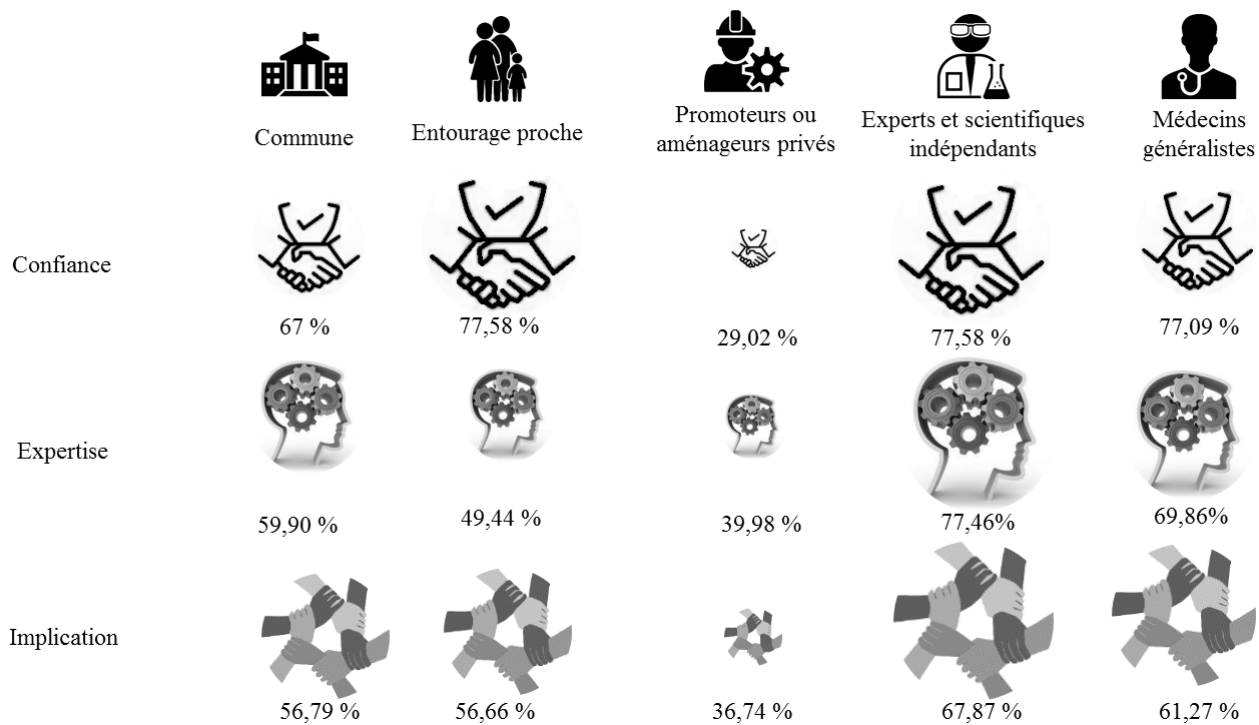 Commune
Entourage proche
Promoteurs ou
aménageurs privés
Experts et scientifiques
indépendants
Médecins
généralistes
Confiance
67 %
77,58 %
29,02 %
77,58 %
77,09 %
Expertise
59,90 %
49,44 %
39,98 %
77,46%
69,86%
Implication
56,79 %
56,66 %
36,74 %
67,87 %
61,27 %